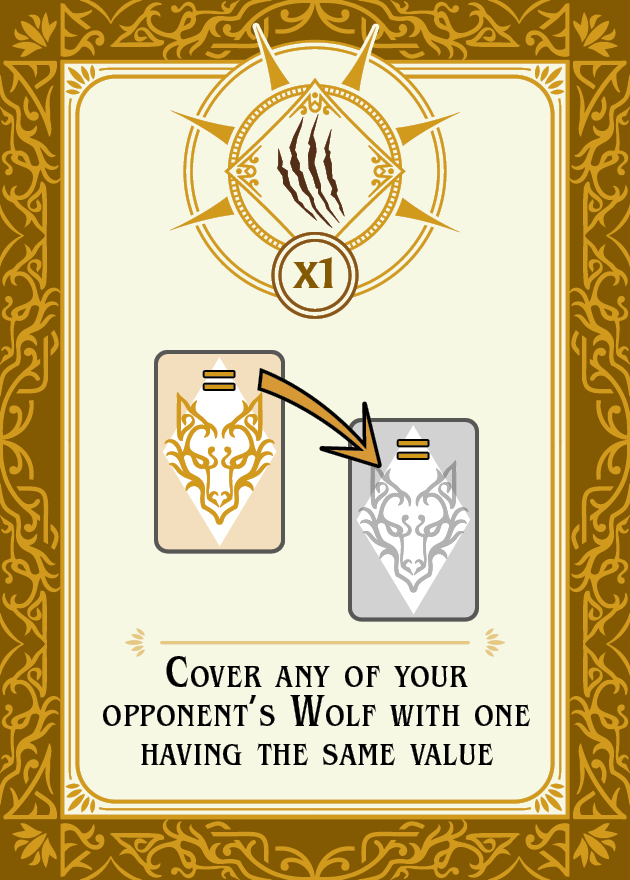 x1
Cover any of your
opponent's Wolf with one
having the same value